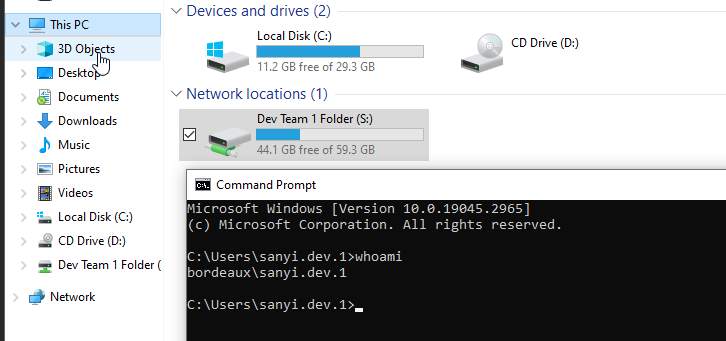 This PC
3D Objects
Desktop
Documents
Downloads
Music
Pictures
Videos
Local Disk (C:)
CD Drive (D:)
Dev Team 1 Folder (
Network
Devices and drives (2)
Local Disk (C:)
11.2 GB free of 29.3 GB
CD Drive (D:)
Network locations (1)
Dev Team 1 Folder (S:)
44.1 GB free of 59.3 GB
Command Prompt
Microsoft Windows [Version 10.0.19045.2965]
(c) Microsoft Corporation. All rights reserved.
C:\Users\sanyi.dev.1>whoami
bordeaux\sanyi.dev.1
C:\Users\sanyi.dev.1>